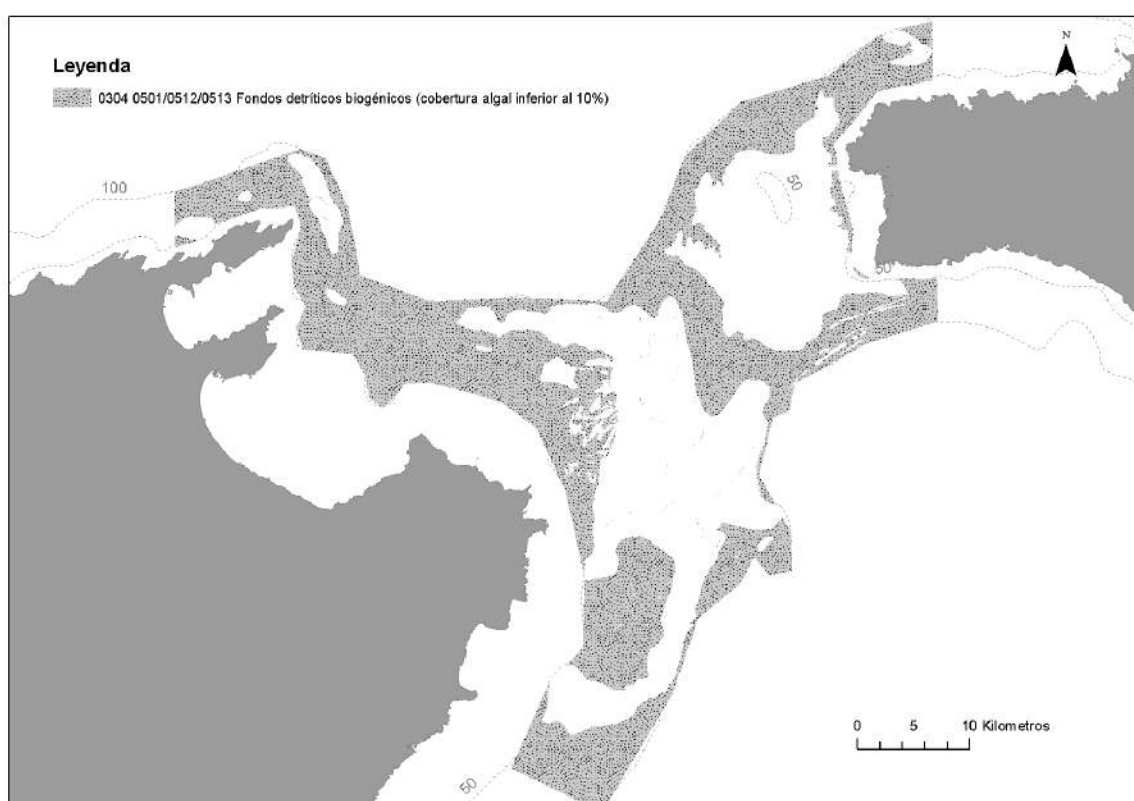 N
Leyenda
0304 0501/0512/0513 Fondos detríticos biogénicos (cobertura algal inferior al 10%)
100
50
50
50
0 5 10 Kilometros